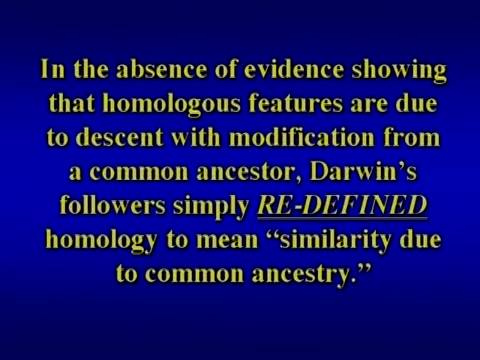 In the absence of evidence showing
that homologous features are due
to descent with modification from
a common ancestor, Darwin’s
followers simply RE-DEFINED
homology to mean “similarity due
to common ancestry.”